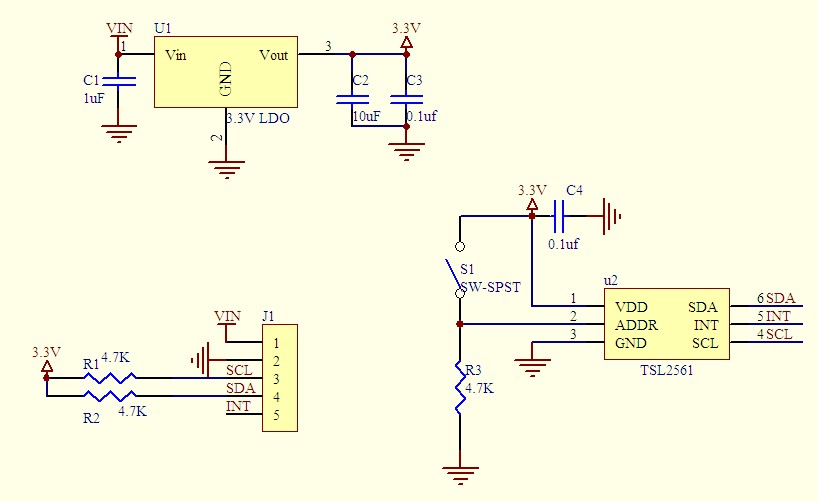 VIN
U1
1
Vin
Vout
3
3.3V
GND
C1
1uF
C2
10uF
C3
0.1uf
3.3V LDO
2
3.3V
C4
0.1uf
S1
SW-SPST
u2
1
VDD
SDA
6 SDA
2
ADDR
INT
5 INT
3
GND
SCL
4 SCL
TSL2561
R3
4.7K
VIN
J1
1
2
3.3V
R1 4.7K
SCL
3
SDA
4
R2
4.7K
INT
5